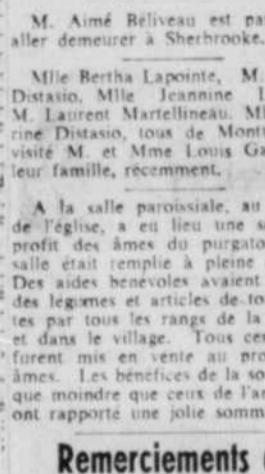 M. Aimé Béliveau est pa
aller demeurer à Sherbrooke.
Mlle Bertha Lapointe, M.
Distasio, Mlle Jeannine L
M. Laurent Martellineau, Ml
rine Distasio, tous de Montr
visité M. et Mme Louis Ga
leur famille, récemment.
A la salle paroissiale, au
de l'église, a eu lieu une s
profit des âmes du purgato
salle était remplie à pleine
Des aides benevoles avaient
des legumes et articles de to
tes par tous les rangs de la
et dans le village. Tous ce
furent mis en vente au pro
âmes. Les bénéfices de la so
que moindre que ceux de l'an
ont rapporté une jolie somm
Remerciements